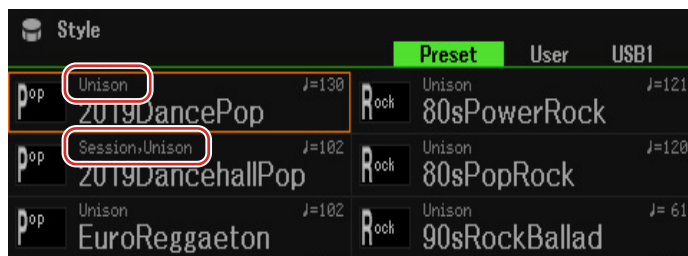 Style
Preset User USB1
Pop Unison ♩=130
2019DancePop
Rock Unison ♩=121
80sPowerRock
Pop Session,Unison ♩=102
2019DancehallPop
Rock Unison ♩=120
80sPopRock
Pop Unison ♩=102
EuroReggaeton
Rock Unison ♩= 61
90sRockBallad